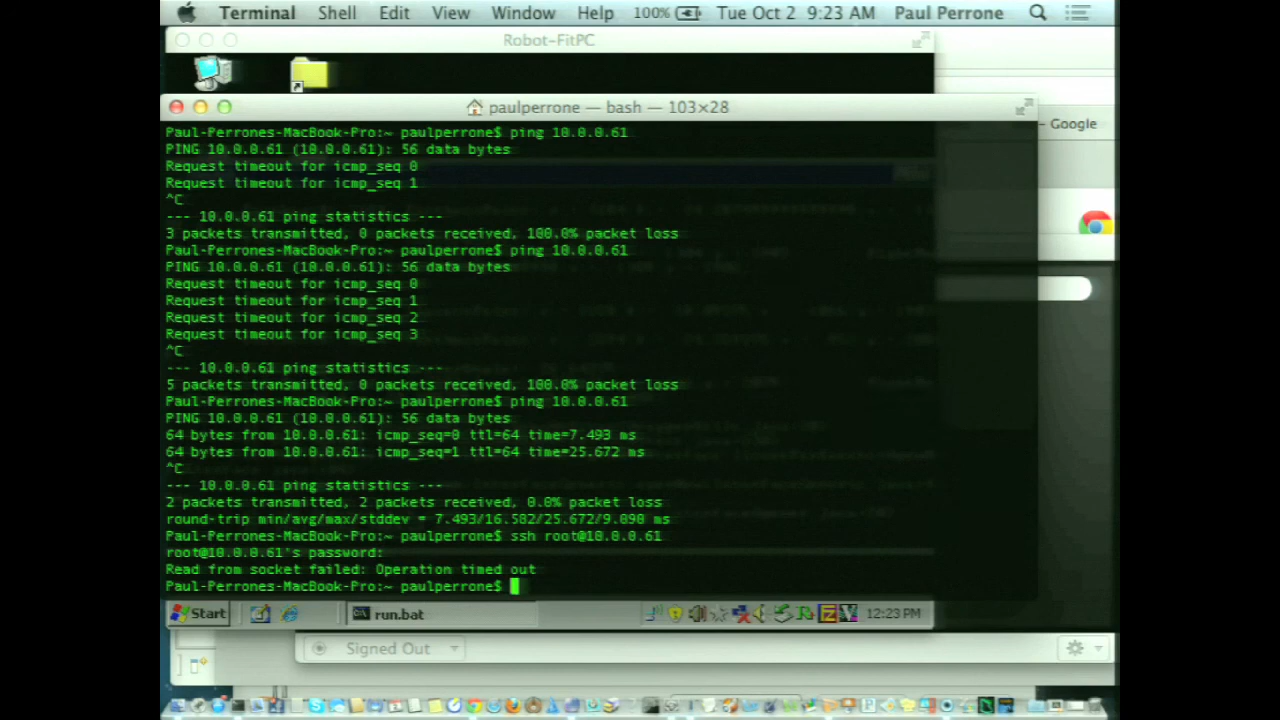 Terminal Shell Edit View Window Help 100% Tue Oct 2 9:23 AM Paul Perrone
Robot-FitPC
paulperrone — bash — 103×28
– Google
Paul-Perrones-MacBook-Pro:~ paulperrone$ ping 10.0.0.61
PING 10.0.0.61 (10.0.0.61): 56 data bytes
Request timeout for icmp_seq 0
Request timeout for icmp_seq 1
^C
--- 10.0.0.61 ping statistics ---
3 packets transmitted, 0 packets received, 100.0% packet loss
Paul-Perrones-MacBook-Pro:~ paulperrone$ ping 10.0.0.61
PING 10.0.0.61 (10.0.0.61): 56 data bytes
Request timeout for icmp_seq 0
Request timeout for icmp_seq 1
Request timeout for icmp_seq 2
Request timeout for icmp_seq 3
^C
--- 10.0.0.61 ping statistics ---
5 packets transmitted, 0 packets received, 100.0% packet loss
Paul-Perrones-MacBook-Pro:~ paulperrone$ ping 10.0.0.61
PING 10.0.0.61 (10.0.0.61): 56 data bytes
64 bytes from 10.0.0.61: icmp_seq=0 ttl=64 time=7.493 ms
64 bytes from 10.0.0.61: icmp_seq=1 ttl=64 time=25.672 ms
^C
--- 10.0.0.61 ping statistics ---
2 packets transmitted, 2 packets received, 0.0% packet loss
round-trip min/avg/max/stddev = 7.493/16.582/25.672/9.090 ms
Paul-Perrones-MacBook-Pro:~ paulperrone$ ssh root@10.0.0.61
root@10.0.0.61's password:
Read from socket failed: Operation timed out
Paul-Perrones-MacBook-Pro:~ paulperrone$
Start run.bat 12:23 PM
Signed Out